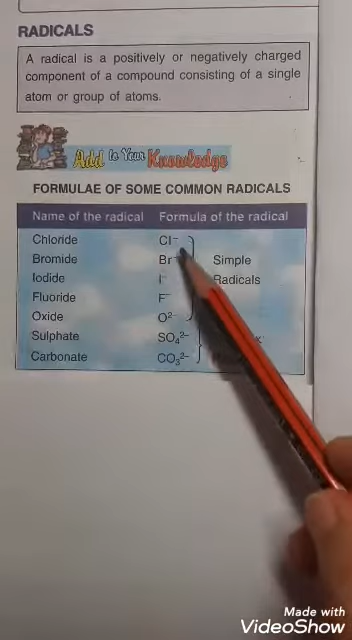 RADICALS
A radical is a positively or negatively charged
component of a compound consisting of a single
atom or group of atoms.
Add to Your Knowledge
FORMULAE OF SOME COMMON RADICALS
Name of the radical Formula of the radical
Chloride Cl⁻
Bromide Br⁻ Simple
Iodide I⁻ Radicals
Fluoride F⁻
Oxide O²⁻
Sulphate SO₄²⁻
Carbonate CO₃²⁻
Made with
VideoShow